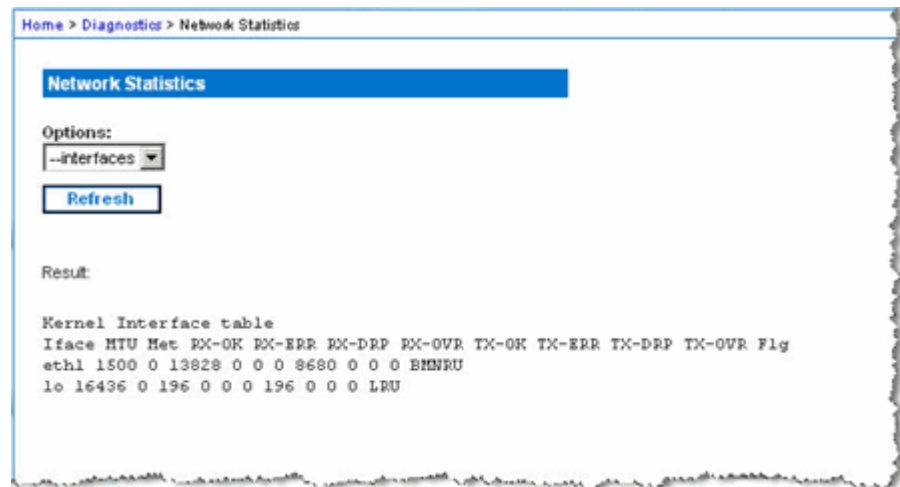 Home > Diagnostics > Network Statistics
Network Statistics
Options:
--interfaces
Refresh
Result:
Kernel Interface table
Iface MTU Met RX-OK RX-ERR RX-DRP RX-OVR TX-OK TX-ERR TX-DRP TX-OVR Flg
eth1 1500 0 13828 0 0 0 8680 0 0 0 BMNRU
lo 16436 0 196 0 0 0 196 0 0 0 LRU